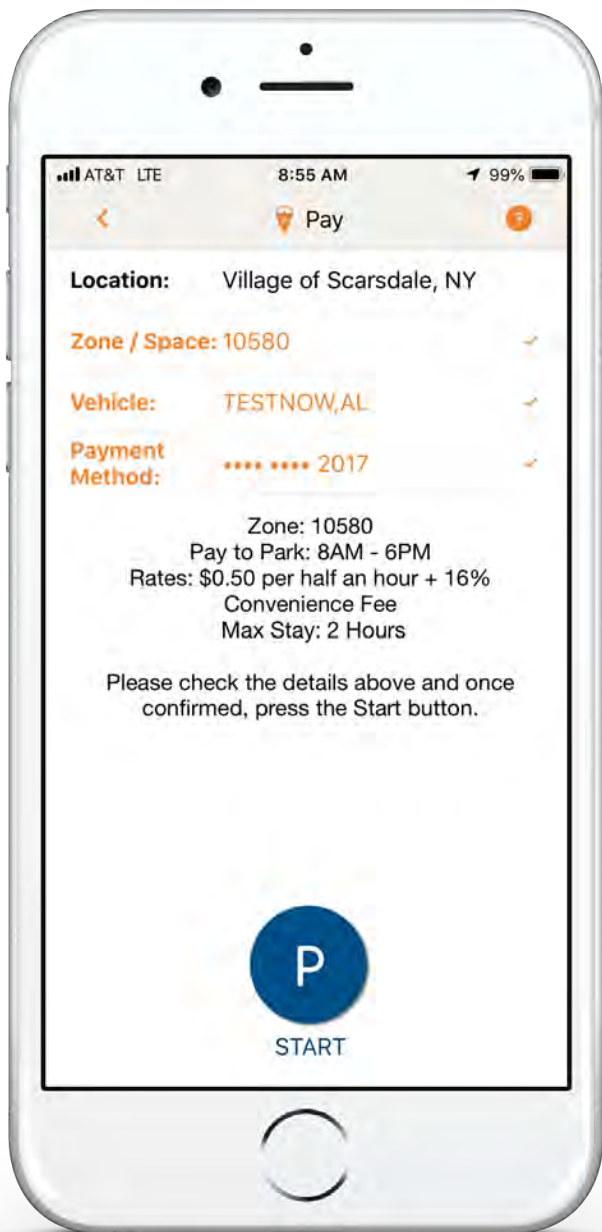 AT&T LTE 8:55 AM 99%
Pay ?
Location: Village of Scarsdale, NY
Zone / Space: 10580
Vehicle: TESTNOW,AL
Payment
Method: •••• •••• 2017
Zone: 10580
Pay to Park: 8AM - 6PM
Rates: $0.50 per half an hour + 16%
Convenience Fee
Max Stay: 2 Hours
Please check the details above and once
confirmed, press the Start button.
P
START